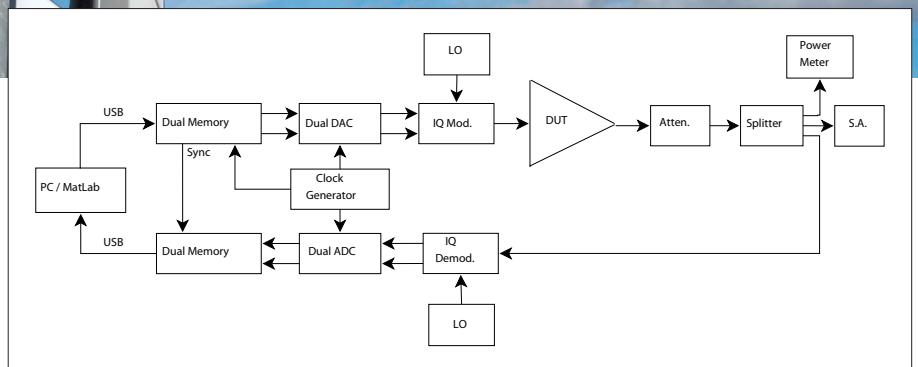 LO
Power
Meter
USB
Dual Memory
Dual DAC
IQ Mod.
DUT
Atten.
Splitter
S.A.
Sync
PC / MatLab
Clock
Generator
USB
Dual Memory
Dual ADC
IQ
Demod.
LO